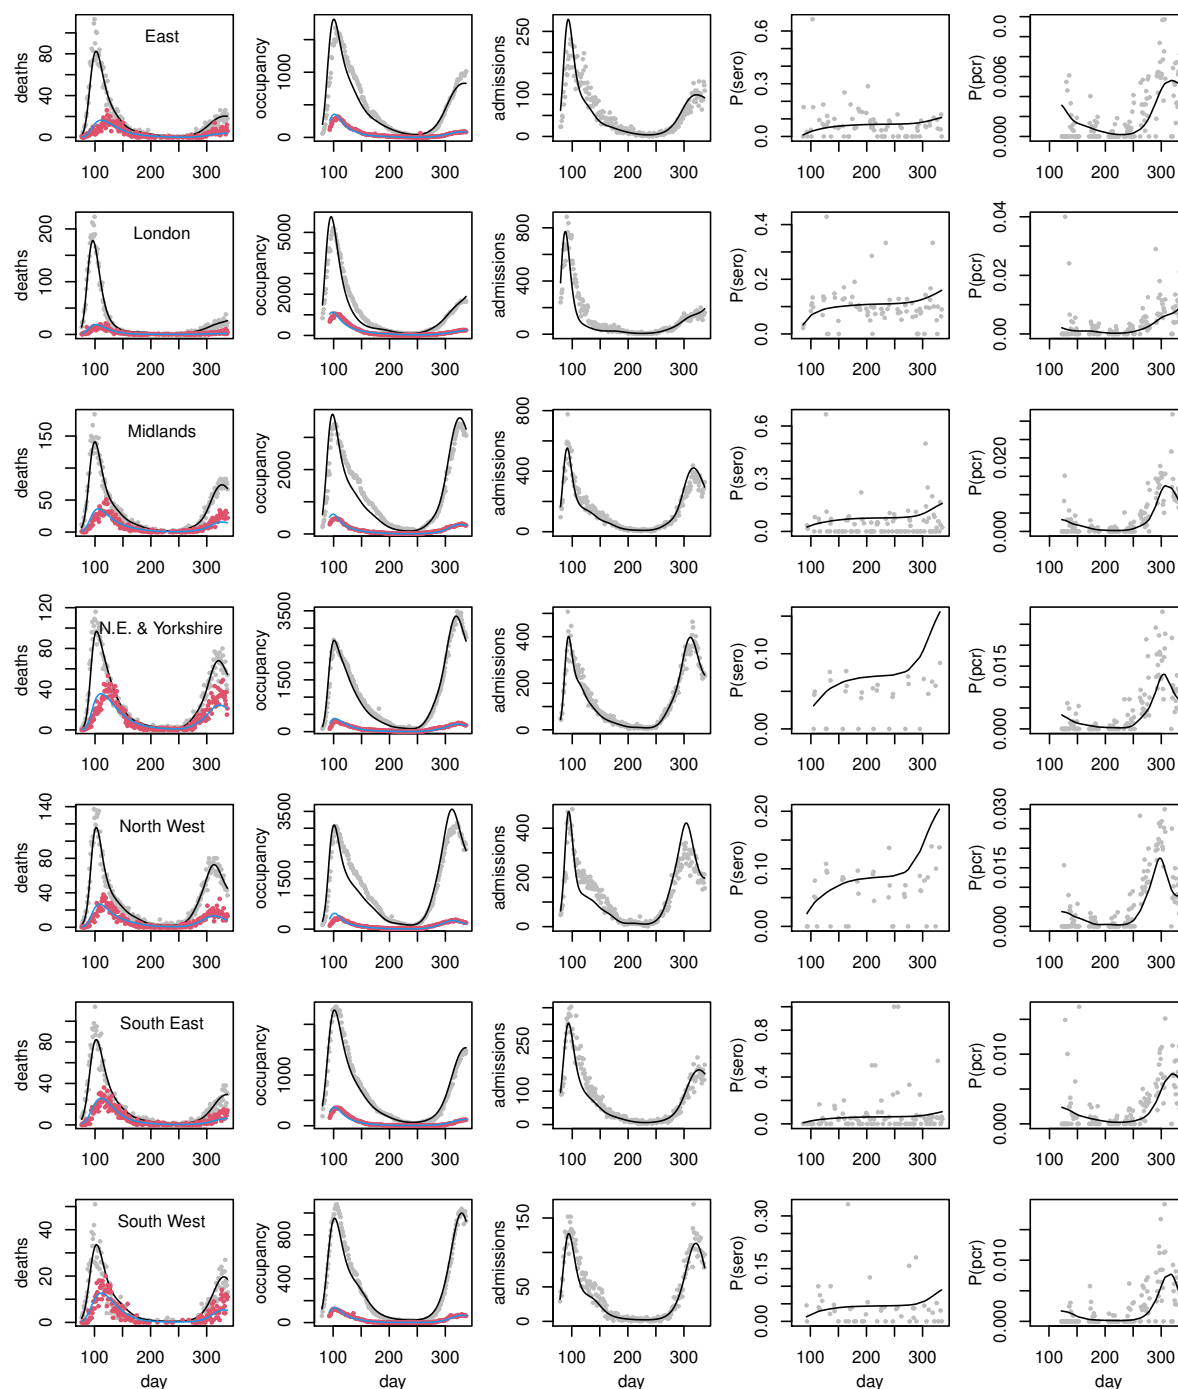 deaths
0 40 80
East
100 200 300
occupancy
0 1000
100 200 300
admissions
0 100 250
100 200 300
P(sero)
0.0 0.3 0.6
100 200 300
P(pcr)
0.000 0.006 0.0
100 200 300
deaths
0 100 200
London
100 200 300
occupancy
0 2000 5000
100 200 300
admissions
0 400 800
100 200 300
P(sero)
0.0 0.2 0.4
100 200 300
P(pcr)
0.00 0.02 0.04
100 200 300
deaths
0 50 150
Midlands
100 200 300
occupancy
0 2000
100 200 300
admissions
0 400 800
100 200 300
P(sero)
0.0 0.3 0.6
100 200 300
P(pcr)
0.000 0.020
100 200 300
deaths
0 40 80 120
N.E. & Yorkshire
100 200 300
occupancy
0 1500 3500
100 200 300
admissions
0 200 400
100 200 300
P(sero)
0.00 0.10
100 200 300
P(pcr)
0.000 0.015
100 200 300
deaths
0 40 80 140
North West
100 200 300
occupancy
0 1500 3500
100 200 300
admissions
0 200 400
100 200 300
P(sero)
0.00 0.10 0.20
100 200 300
P(pcr)
0.000 0.015 0.030
100 200 300
deaths
0 40 80
South East
100 200 300
occupancy
0 1000
100 200 300
admissions
0 100 250
100 200 300
P(sero)
0.0 0.4 0.8
100 200 300
P(pcr)
0.000 0.010
100 200 300
deaths
0 20 40
South West
100 200 300
day
occupancy
0 400 1000
100 200 300
day
admissions
0 50 150
100 200 300
day
P(sero)
0.00 0.15 0.30
100 200 300
day
P(pcr)
0.000 0.010
100 200 300
day